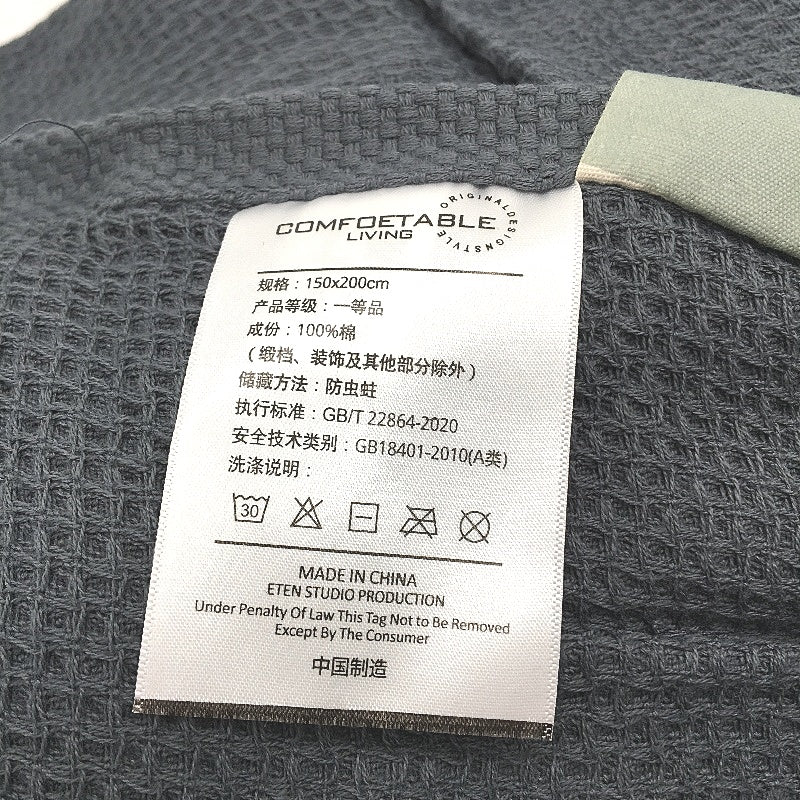 COMFOETABLE
LIVING
ORIGINALDESIGNSTYLE
规格：150x200cm
产品等级：一等品
成份：100%棉
（缎档、装饰及其他部分除外）
储藏方法：防虫蛀
执行标准：GB/T 22864-2020
安全技术类别：GB18401-2010(A类)
洗涤说明：
30
MADE IN CHINA
ETEN STUDIO PRODUCTION
Under Penalty Of Law This Tag Not to Be Removed
Except By The Consumer
中国制造